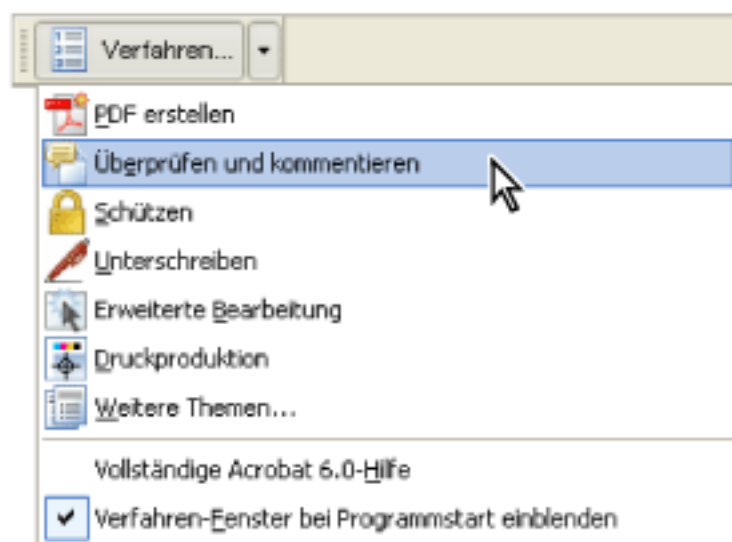 Verfahren...
PDF erstellen
Überprüfen und kommentieren
Schützen
Unterschreiben
Erweiterte Bearbeitung
Druckproduktion
Weitere Themen...
Vollständige Acrobat 6.0-Hilfe
Verfahren-Fenster bei Programmstart einblenden